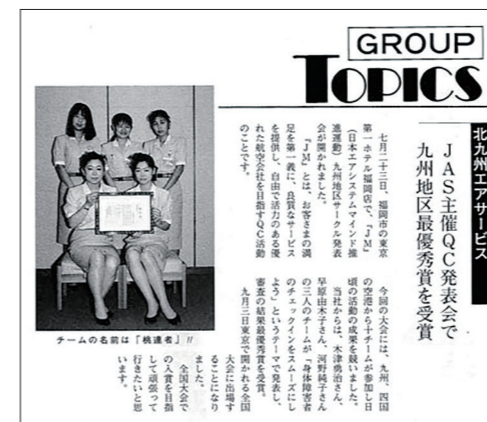 GROUP
TOPICS
北九州エアサービス
JAS主催QC発表会で
九州地区最優秀賞を受賞
七月二十三日、福岡市の東京
第一ホテル福岡店で、『JM』
(日本エアシステムマインド推
進運動)九州地区サークル発表
会が開かれました。
『JM』とは、お客さまの満
足を第一義に、良質なサービス
を提供し、自由で活力のある優
れた航空会社を目指すQC活動
のことです。
今回の大会には、九州、四国
の空港から十チームが参加し日
頃の活動の成果を競いました。
当社からは、木津勇治さん、
早原由木子さん、河野純子さん
の三人のチームが「身体障害者
のチェックインをスムーズにし
よう」というテーマで発表し、
審査の結果最優秀賞を受賞。
九月三日東京で開かれる全国
大会に出場す
ることになり
ました。
全国大会で
の入賞を目指
して頑張って
行きたいと思
います。
チームの名前は『桃達者』!!